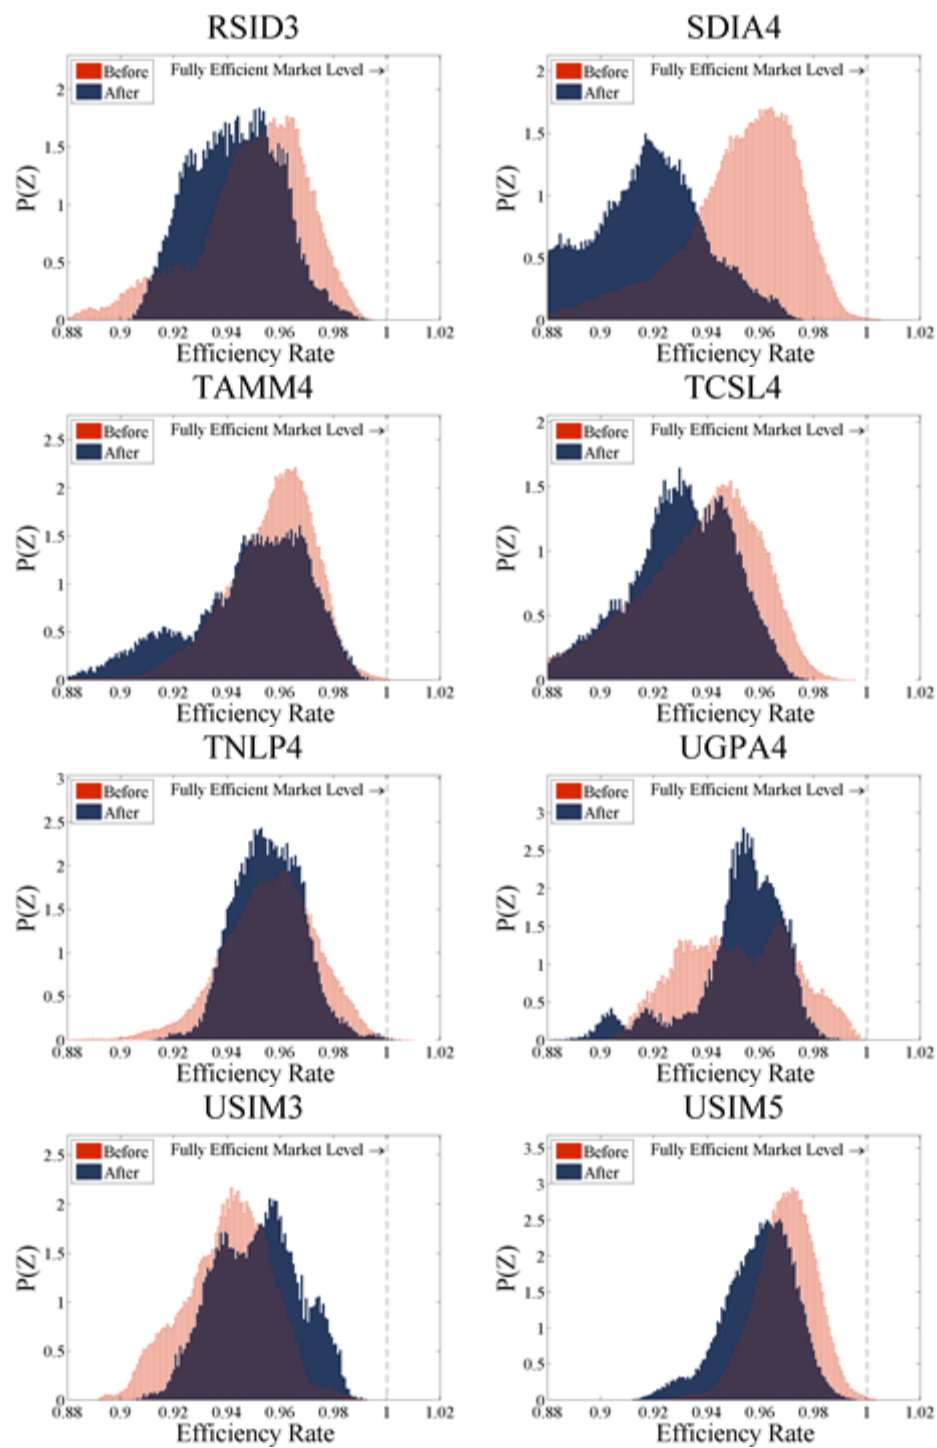 RSID3
Before
After
Fully Efficient Market Level →
P(Z)
2
1.5
1
0.5
0
0.88 0.9 0.92 0.94 0.96 0.98 1 1.02
Efficiency Rate
SDIA4
Before
After
Fully Efficient Market Level →
P(Z)
2
1.5
1
0.5
0
0.88 0.9 0.92 0.94 0.96 0.98 1 1.02
Efficiency Rate
TAMM4
Before
After
Fully Efficient Market Level →
P(Z)
2.5
2
1.5
1
0.5
0
0.88 0.9 0.92 0.94 0.96 0.98 1 1.02
Efficiency Rate
TCSL4
Before
After
Fully Efficient Market Level →
P(Z)
2
1.5
1
0.5
0
0.88 0.9 0.92 0.94 0.96 0.98 1 1.02
Efficiency Rate
TNLP4
Before
After
Fully Efficient Market Level →
P(Z)
3
2.5
2
1.5
1
0.5
0
0.88 0.9 0.92 0.94 0.96 0.98 1 1.02
Efficiency Rate
UGPA4
Before
After
Fully Efficient Market Level →
P(Z)
3
2.5
2
1.5
1
0.5
0
0.88 0.9 0.92 0.94 0.96 0.98 1 1.02
Efficiency Rate
USIM3
Before
After
Fully Efficient Market Level →
P(Z)
2.5
2
1.5
1
0.5
0
0.88 0.9 0.92 0.94 0.96 0.98 1 1.02
Efficiency Rate
USIM5
Before
After
Fully Efficient Market Level →
P(Z)
3.5
3
2.5
2
1.5
1
0.5
0
0.88 0.9 0.92 0.94 0.96 0.98 1 1.02
Efficiency Rate